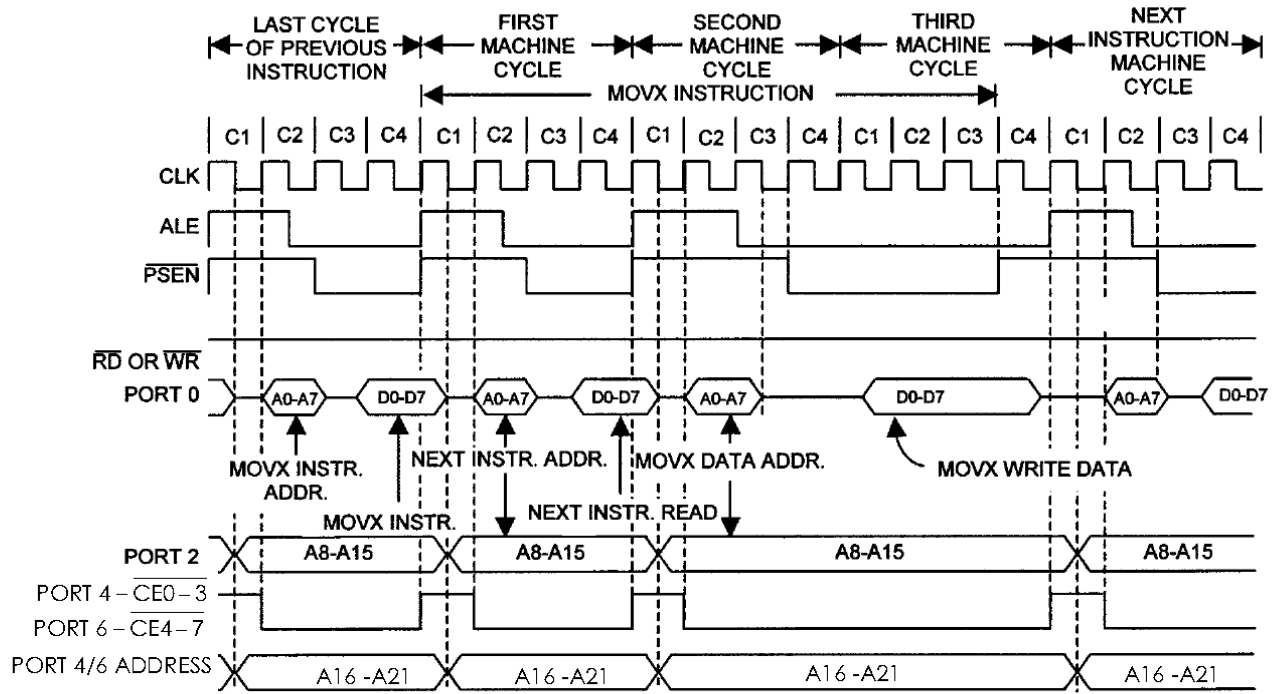 LAST CYCLE
OF PREVIOUS
INSTRUCTION
FIRST
MACHINE
CYCLE
SECOND
MACHINE
CYCLE
THIRD
MACHINE
CYCLE
NEXT
INSTRUCTION
MACHINE
CYCLE
MOVX INSTRUCTION
C1 C2 C3 C4 C1 C2 C3 C4 C1 C2 C3 C4 C1 C2 C3 C4 C1 C2 C3 C4
CLK
ALE
PSEN
RD OR WR
PORT 0
A0-A7 D0-D7 A0-A7 D0-D7 A0-A7 D0-D7 A0-A7 D0-D7
MOVX INSTR.
ADDR.
NEXT INSTR. ADDR.
MOVX DATA ADDR.
MOVX WRITE DATA
MOVX INSTR.
NEXT INSTR. READ
PORT 2
A8-A15 A8-A15 A8-A15 A8-A15
PORT 4 – CE0 – 3
PORT 6 – CE4 – 7
PORT 4/6 ADDRESS
A16 -A21 A16 -A21 A16 -A21 A16 -A21